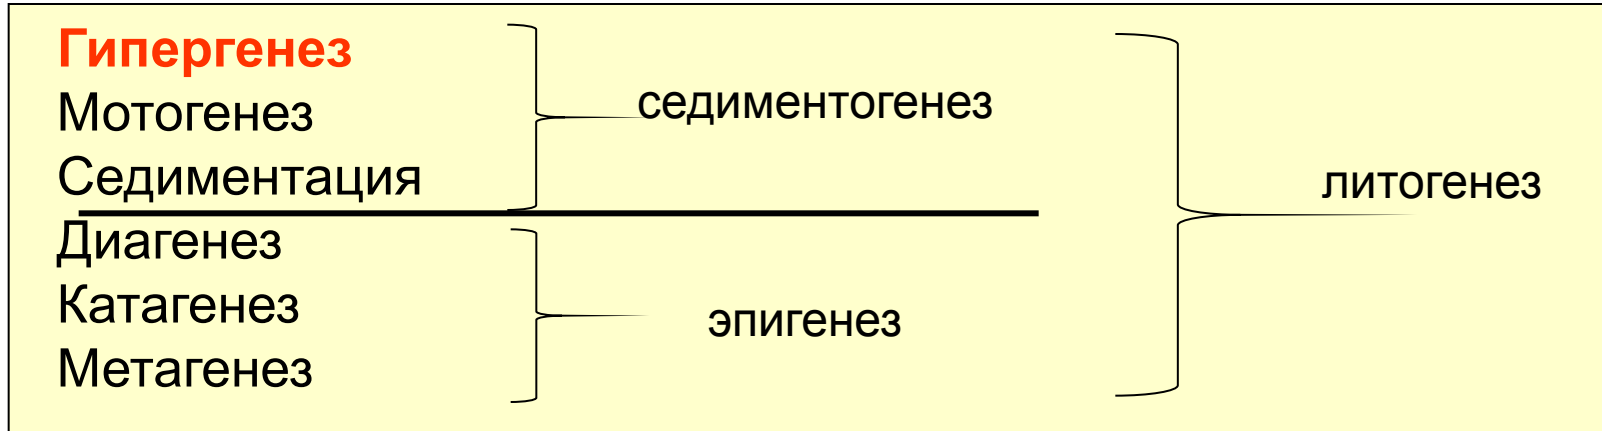 Гипергенез
Мотогенез
Седиментация
седиментогенез
Диагенез
Катагенез
Метагенез
эпигенез
литогенез